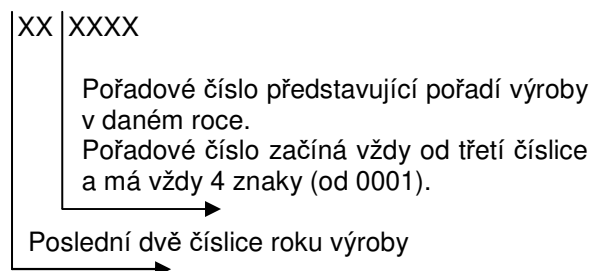 XX XXXX
Pořadové číslo představující pořadí výroby
v daném roce.
Pořadové číslo začíná vždy od třetí číslice
a má vždy 4 znaky (od 0001).
Poslední dvě číslice roku výroby